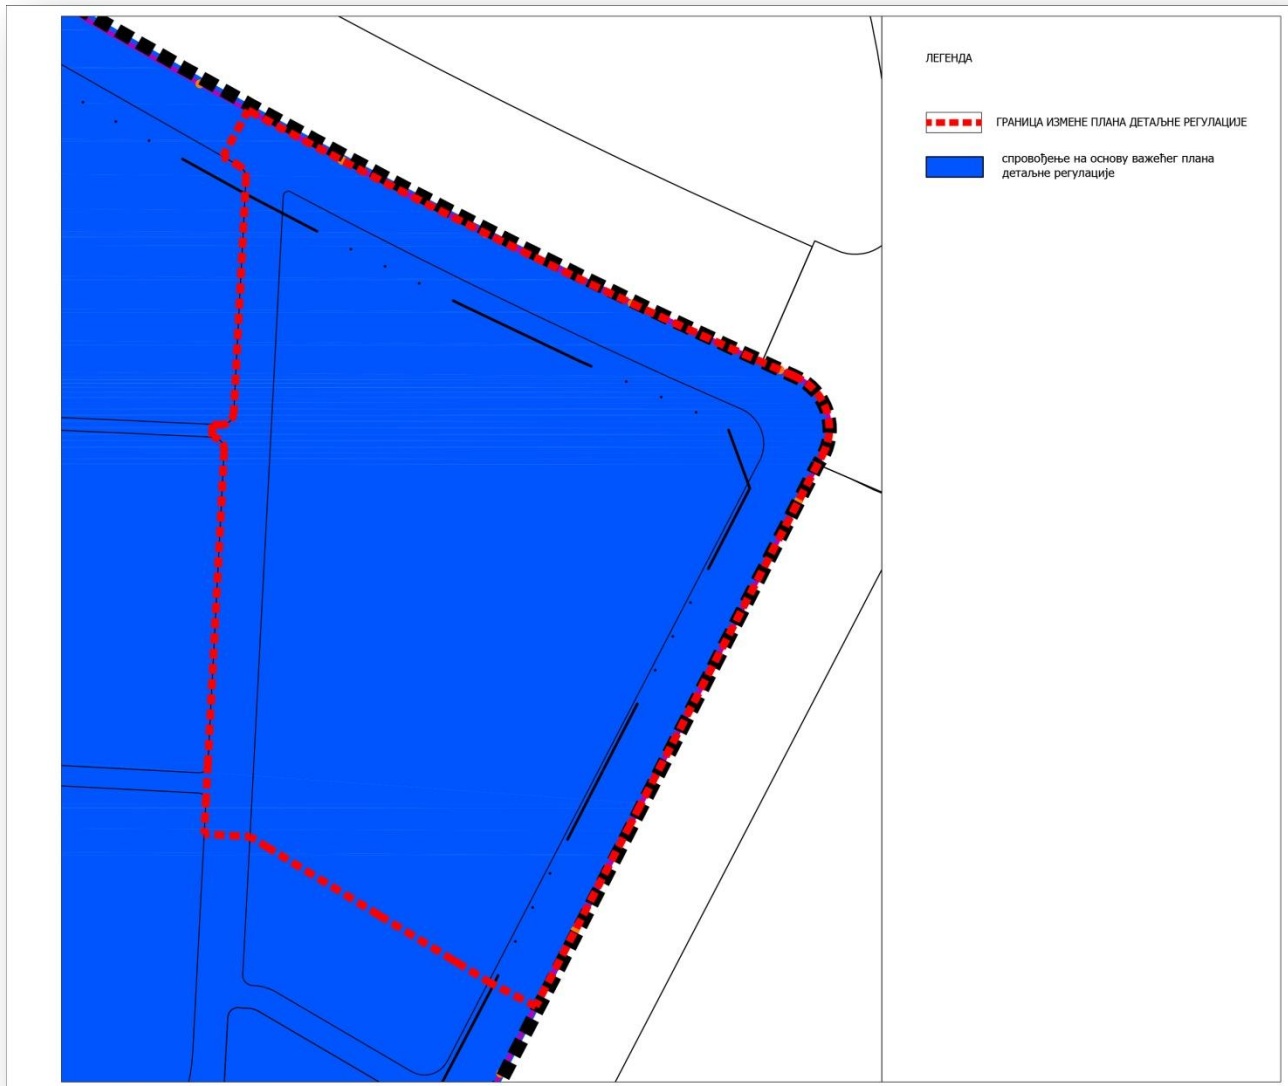 ЛЕГЕНДА
ГРАНИЦА ИЗМЕНЕ ПЛАНА ДЕТАЉНЕ РЕГУЛАЦИЈЕ
спровођење на основу важећег плана
детаљне регулације